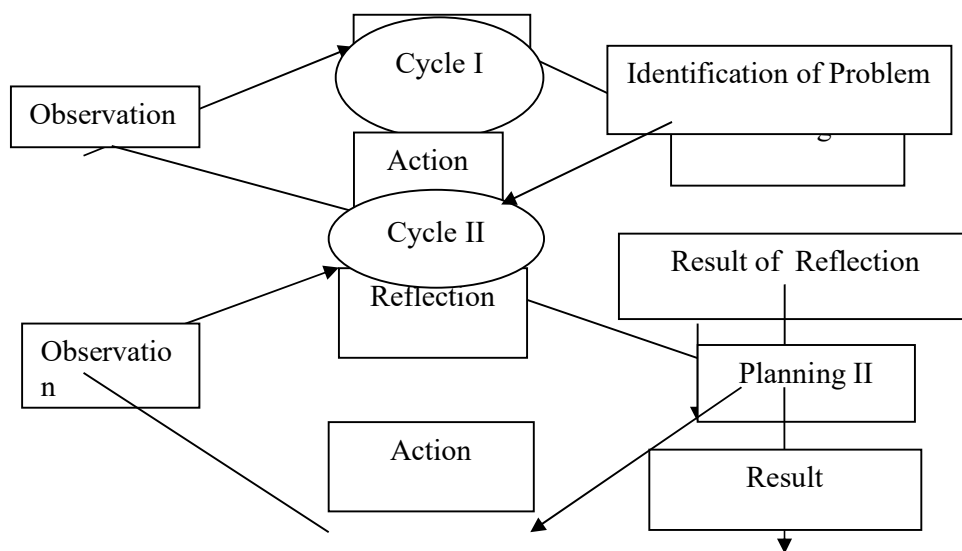 Cycle I
Identification of Problem
Observation
Action
Cycle II
Result of Reflection
Reflection
Observatio
n
Planning II
Action
Result